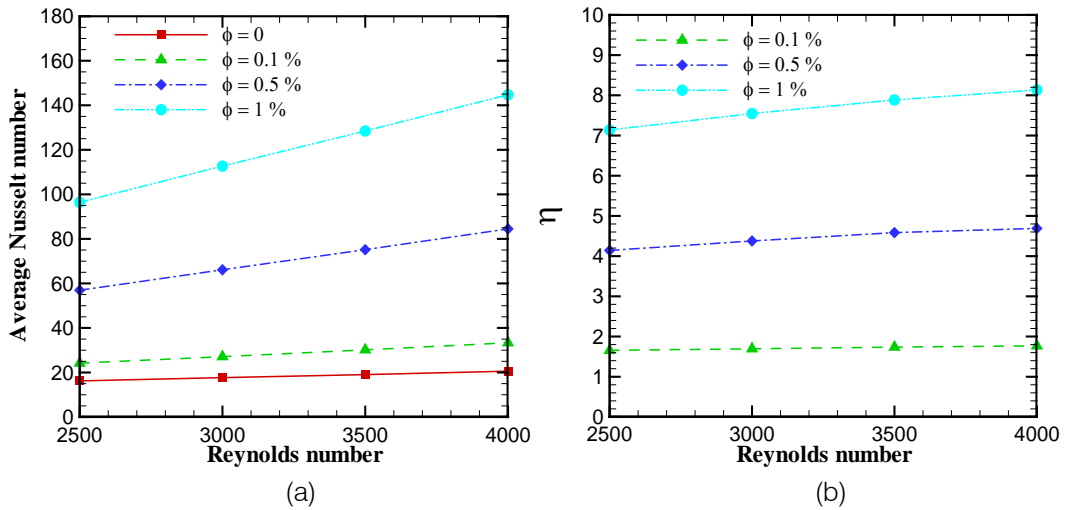 Average Nusselt number
180
160
140
120
100
80
60
40
20
0
ϕ = 0
ϕ = 0.1 %
ϕ = 0.5 %
ϕ = 1 %
2500
3000
3500
4000
Reynolds number
(a)
η
10
9
8
7
6
5
4
3
2
1
0
ϕ = 0.1 %
ϕ = 0.5 %
ϕ = 1 %
2500
3000
3500
4000
Reynolds number
(b)